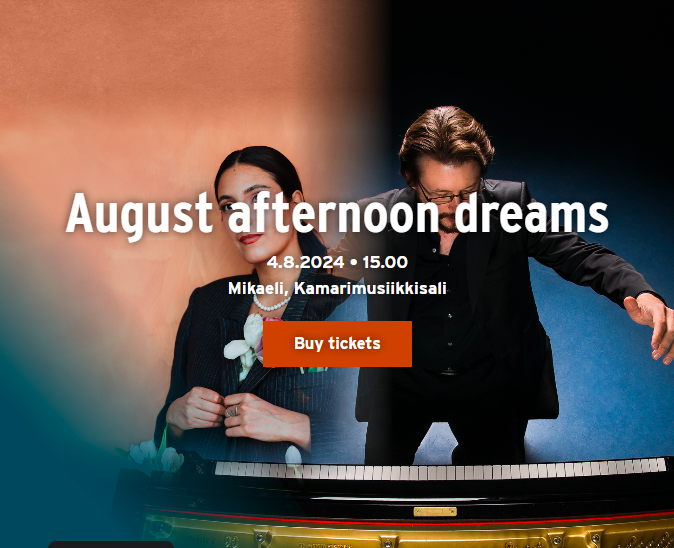 August afternoon dreams
4.8.2024 • 15.00
Mikaeli, Kamarimusiikkisali
Buy tickets